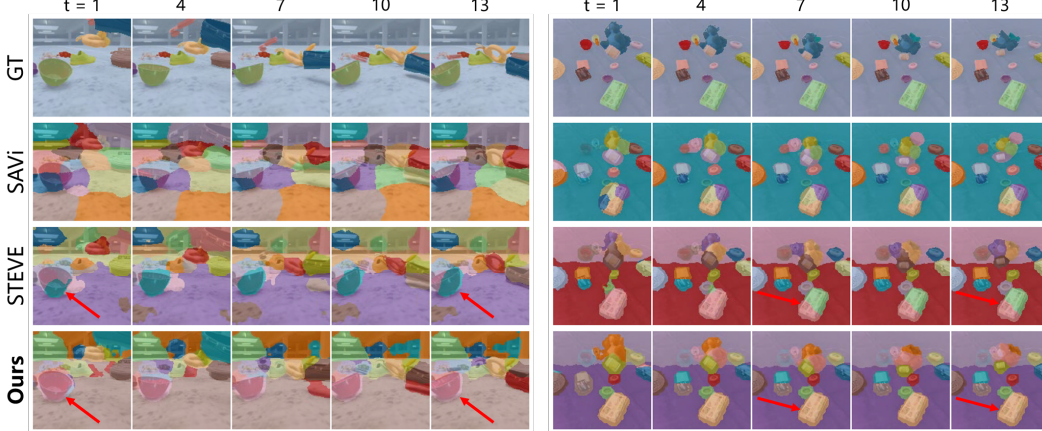 t = 1 4 7 10 13 t = 1 4 7 10 13
GT
SAVi
STEVE
Ours